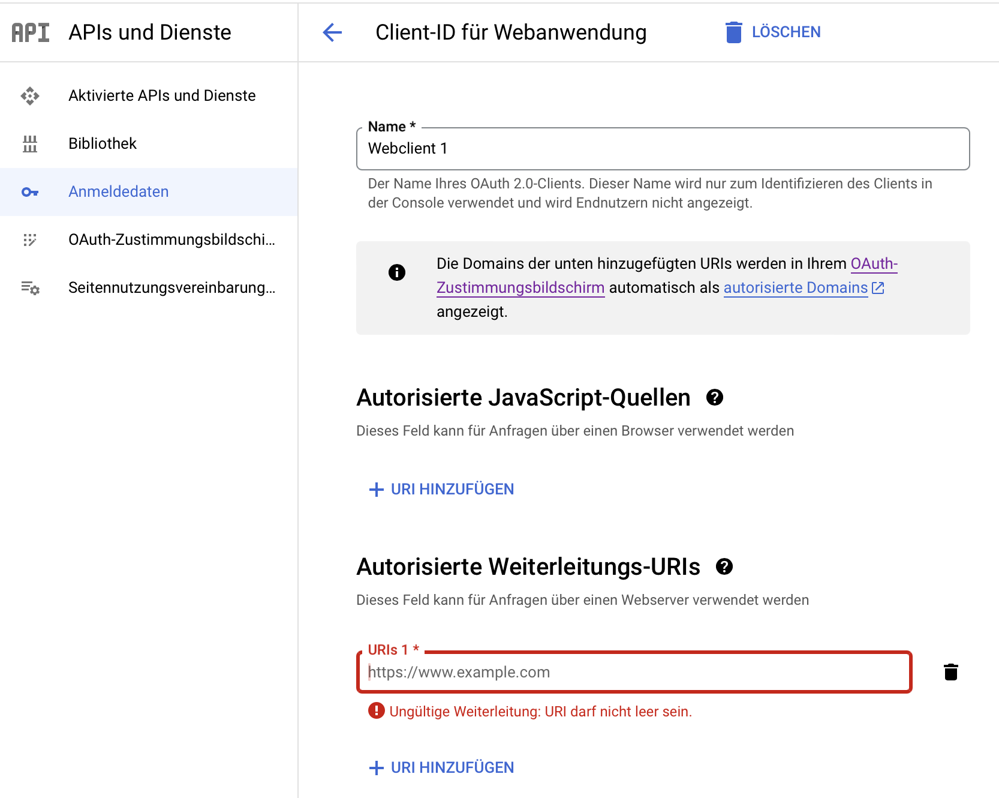 API APIs und Dienste
Client-ID für Webanwendung
LÖSCHEN
Aktivierte APIs und Dienste
Bibliothek
Anmeldedaten
OAuth-Zustimmungsbildschi...
Seitennutzungsvereinbarung...
Name *
Webclient 1
Der Name Ihres OAuth 2.0-Clients. Dieser Name wird nur zum Identifizieren des Clients in
der Console verwendet und wird Endnutzern nicht angezeigt.
Die Domains der unten hinzugefügten URIs werden in Ihrem OAuth-
Zustimmungsbildschirm automatisch als autorisierte Domains
angezeigt.
Autorisierte JavaScript-Quellen
Dieses Feld kann für Anfragen über einen Browser verwendet werden
+ URI HINZUFÜGEN
Autorisierte Weiterleitungs-URIs
Dieses Feld kann für Anfragen über einen Webserver verwendet werden
URIs 1 *
https://www.example.com
Ungültige Weiterleitung: URI darf nicht leer sein.
+ URI HINZUFÜGEN